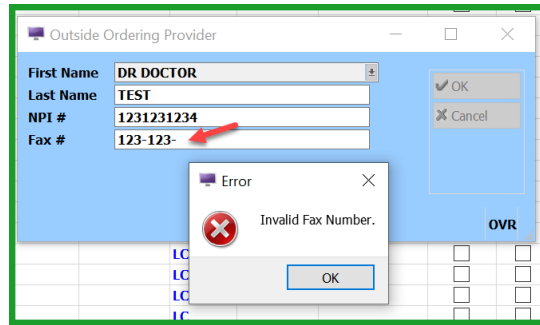 Outside Ordering Provider
First Name DR DOCTOR
Last Name TEST
NPI # 1231231234
Fax # 123-123-
OK
Cancel
Error
Invalid Fax Number.
OK
OVR
LC
LC
LC
LC